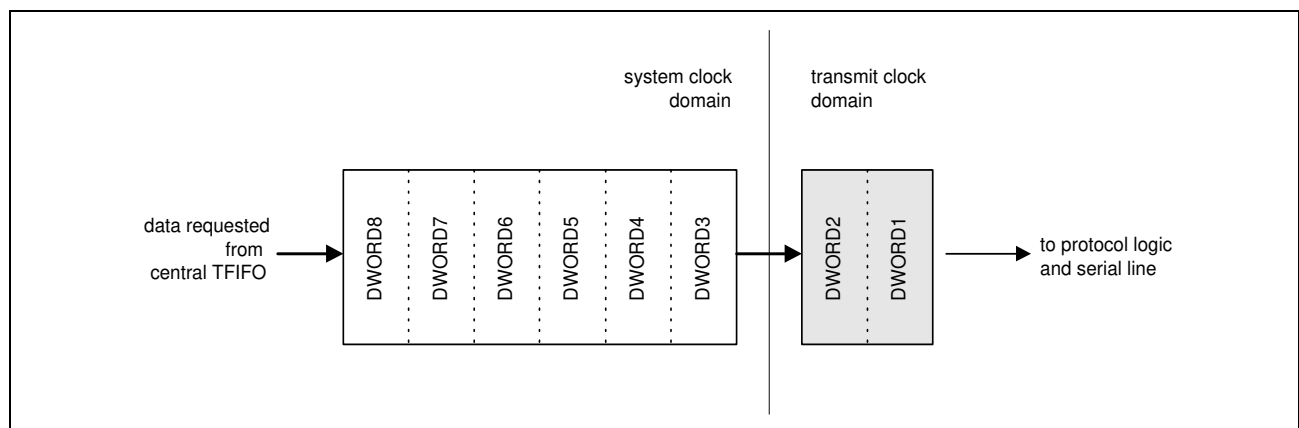 system clock
domain
transmit clock
domain
data requested
from
central TFIFO
DWORD8
DWORD7
DWORD6
DWORD5
DWORD4
DWORD3
DWORD2
DWORD1
to protocol logic
and serial line